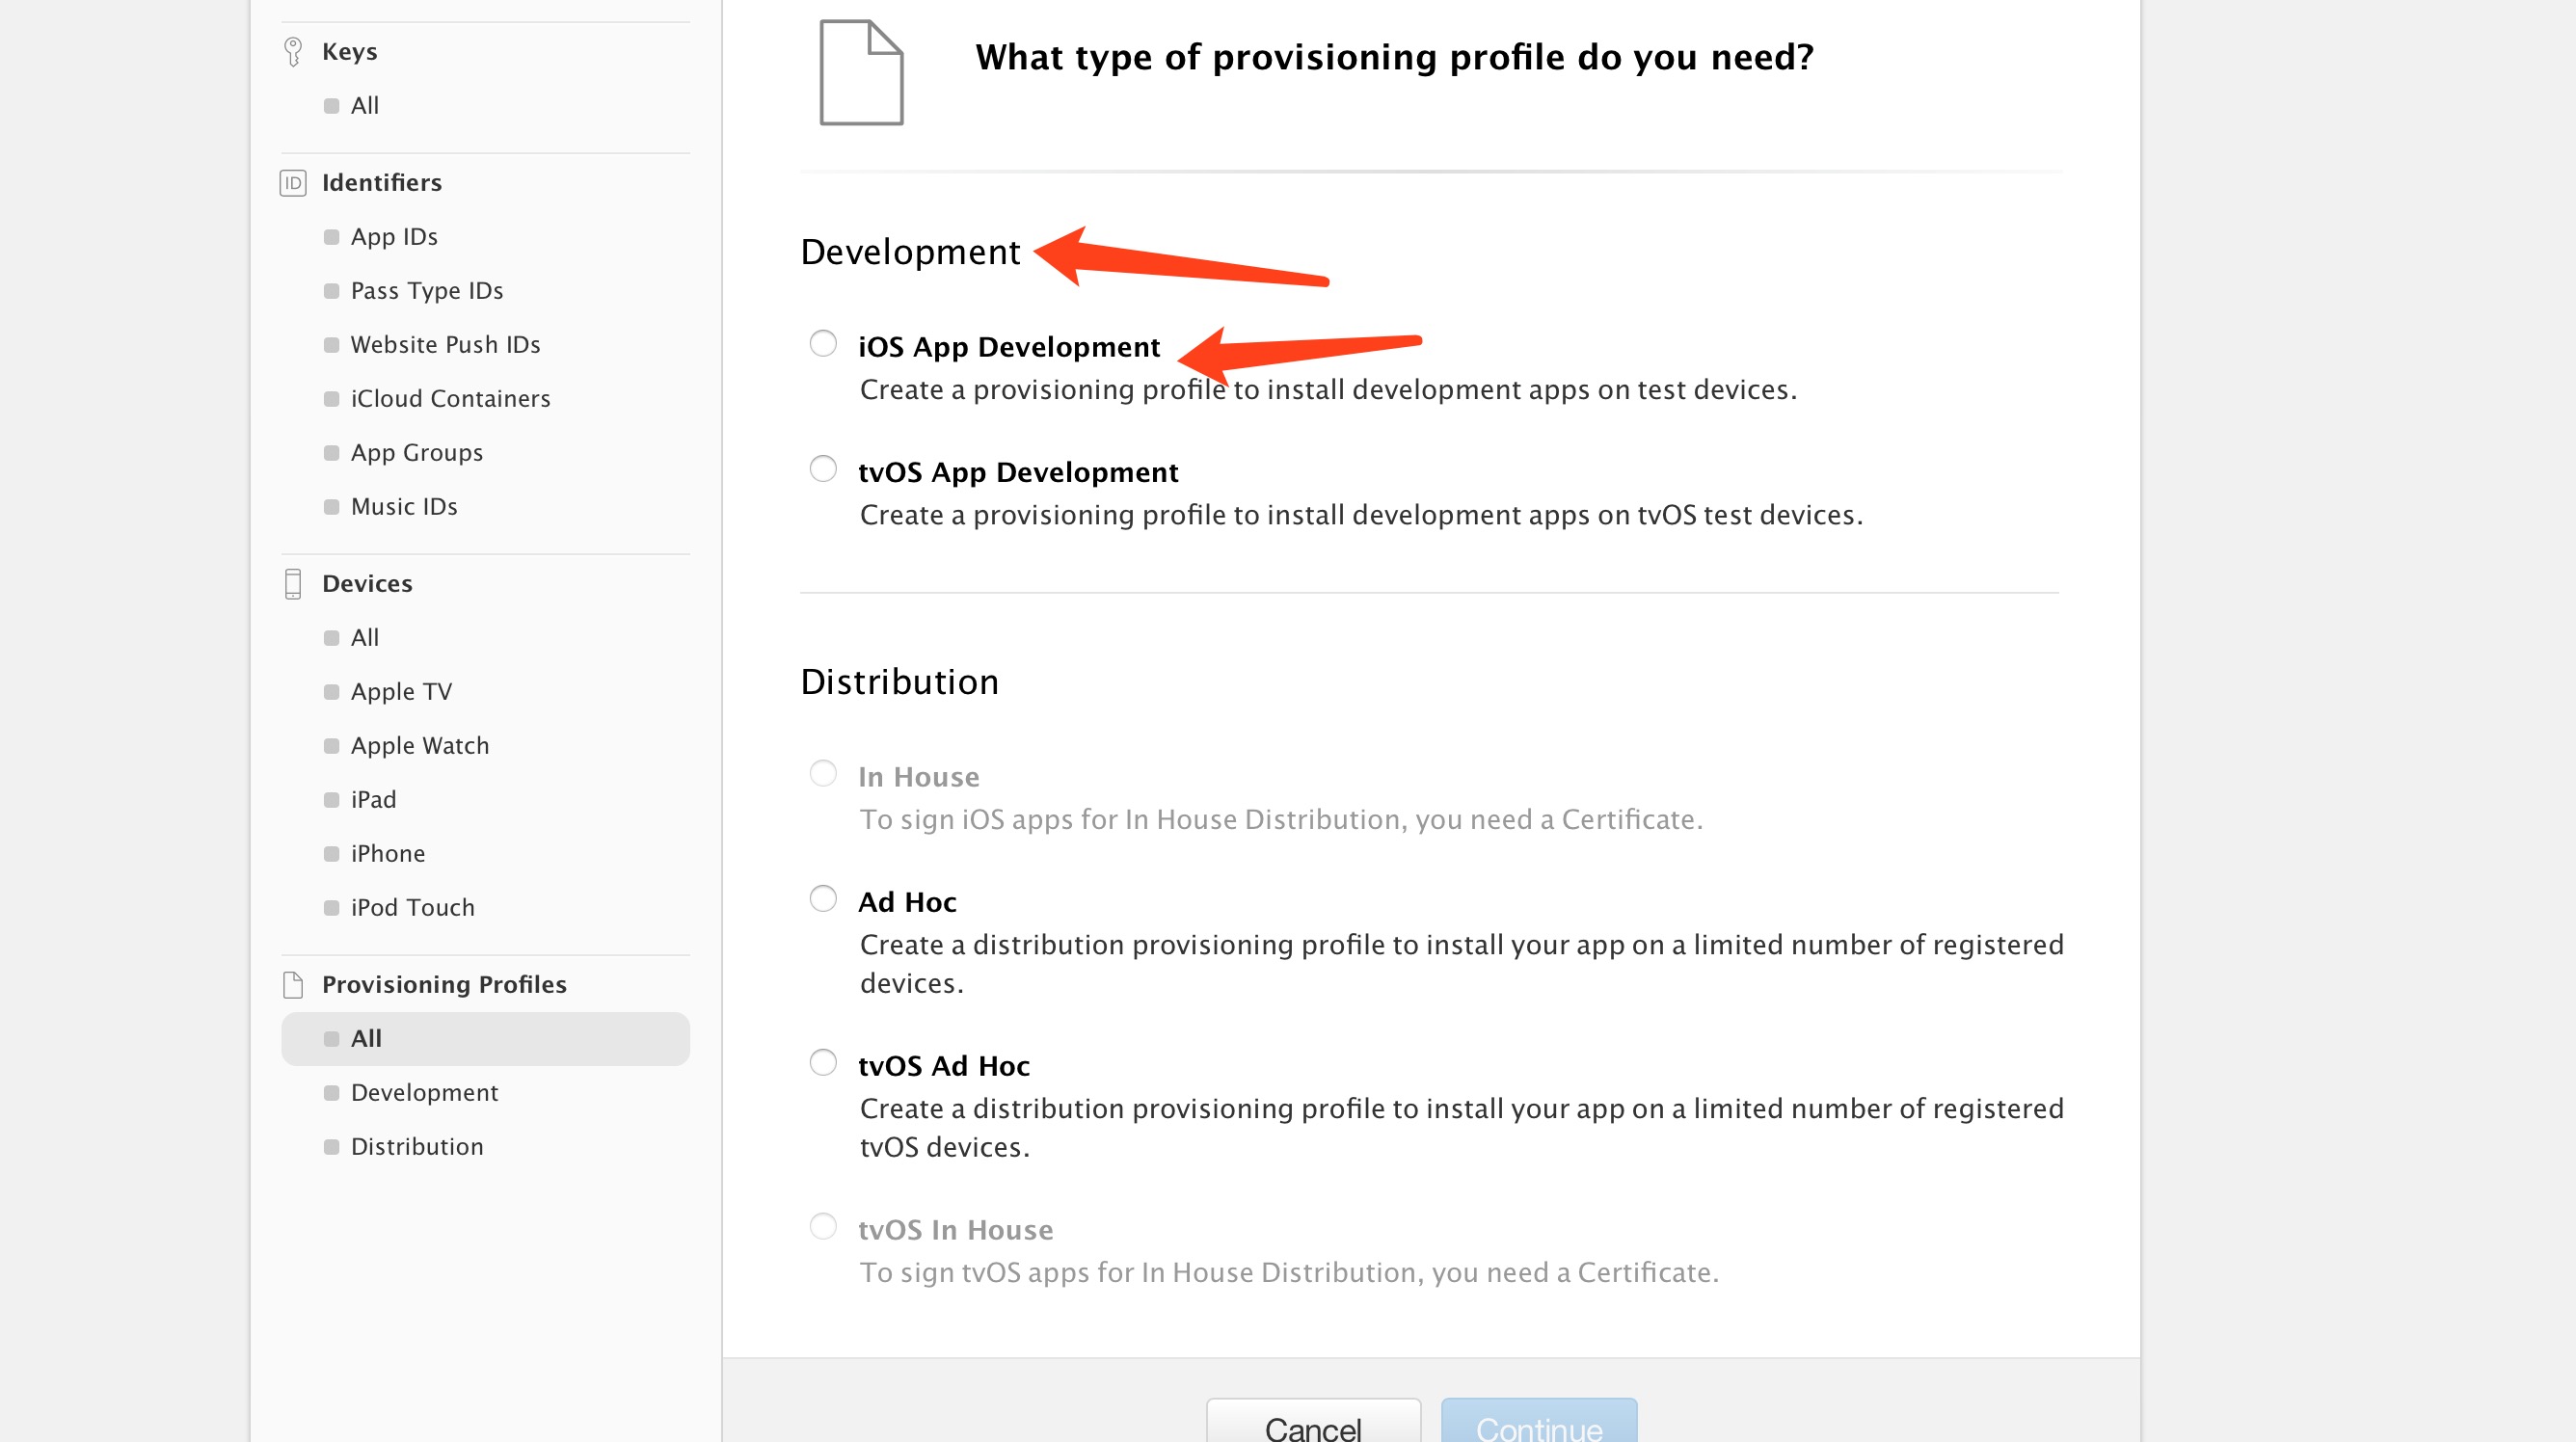 Keys
All
Identifiers
ID
App IDs
Pass Type IDs
Website Push IDs
iCloud Containers
App Groups
Music IDs
Devices
All
Apple TV
Apple Watch
iPad
iPhone
iPod Touch
Provisioning Profiles
All
Development
Distribution
What type of provisioning profile do you need?
Development
iOS App Development
Create a provisioning profile to install development apps on test devices.
tvOS App Development
Create a provisioning profile to install development apps on tvOS test devices.
Distribution
In House
To sign iOS apps for In House Distribution, you need a Certificate.
Ad Hoc
Create a distribution provisioning profile to install your app on a limited number of registered
devices.
tvOS Ad Hoc
Create a distribution provisioning profile to install your app on a limited number of registered
tvOS devices.
tvOS In House
To sign tvOS apps for In House Distribution, you need a Certificate.
Cancel
Continue